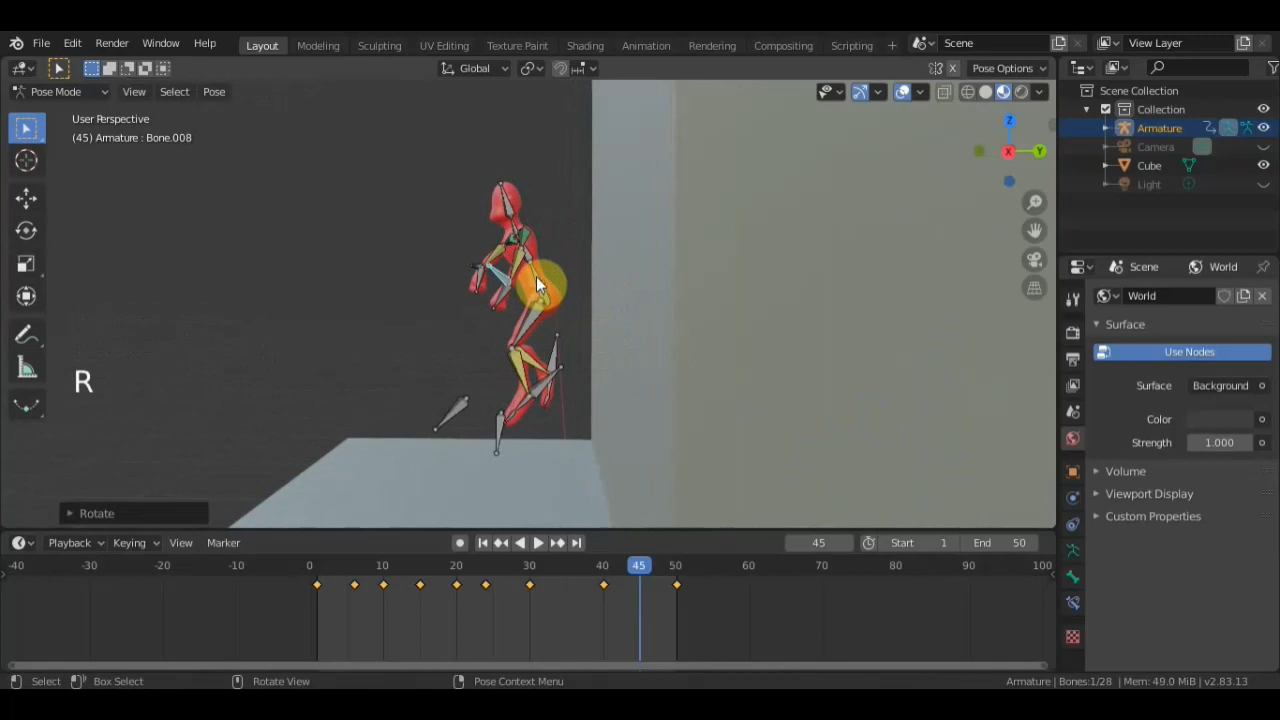 File Edit Render Window Help Layout Modeling Sculpting UV Editing Texture Paint Shading Animation Rendering Compositing Scripting + Scene View Layer
Global Pose Options
Pose Mode View Select Pose
User Perspective
(45) Armature : Bone.008
Z
X
Y
R
Rotate
Scene Collection
Collection
Armature
Camera
Cube
Light
Scene World
World
Surface
Use Nodes
Surface Background
Color
Strength 1.000
Volume
Viewport Display
Custom Properties
Playback Keying View Marker 45 Start 1 End 50
-40 -30 -20 -10 0 10 20 30 40 45 50 60 70 80 90 100
Select Box Select Rotate View Pose Context Menu Armature | Bones:1/28 | Mem: 49.0 MiB | v2.83.13